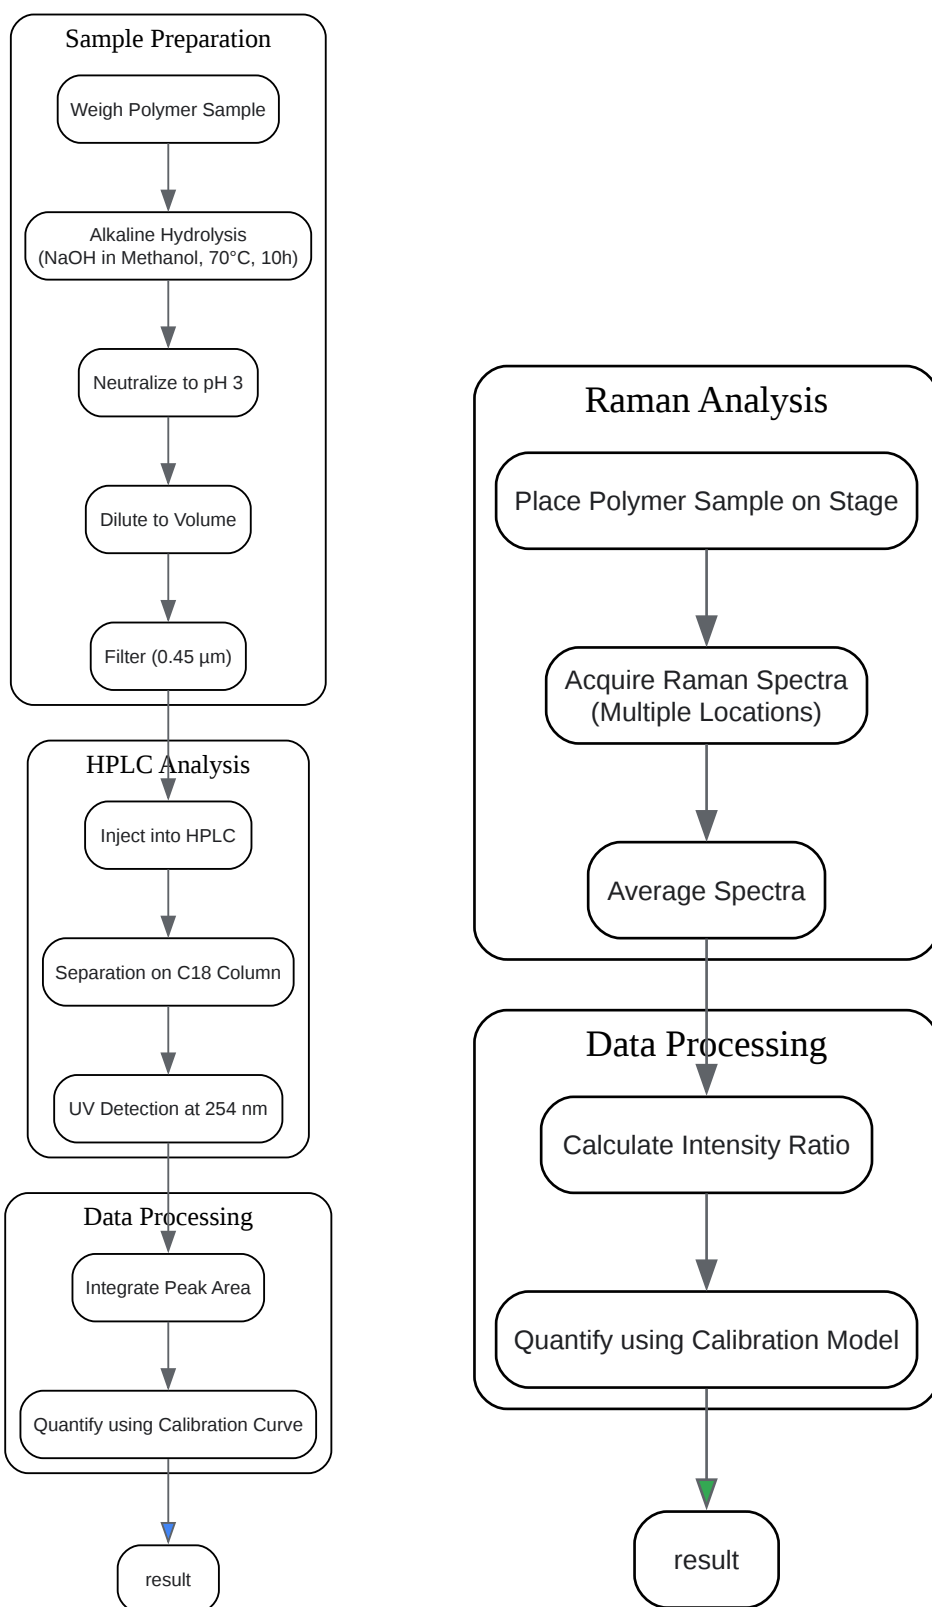 Sample Preparation
Weigh Polymer Sample
Alkaline Hydrolysis
(NaOH in Methanol, 70°C, 10h)
Neutralize to pH 3
Dilute to Volume
Filter (0.45 µm)
HPLC Analysis
Inject into HPLC
Separation on C18 Column
UV Detection at 254 nm
Data Processing
Integrate Peak Area
Quantify using Calibration Curve
result
Raman Analysis
Place Polymer Sample on Stage
Acquire Raman Spectra
(Multiple Locations)
Average Spectra
Data Processing
Calculate Intensity Ratio
Quantify using Calibration Model
result